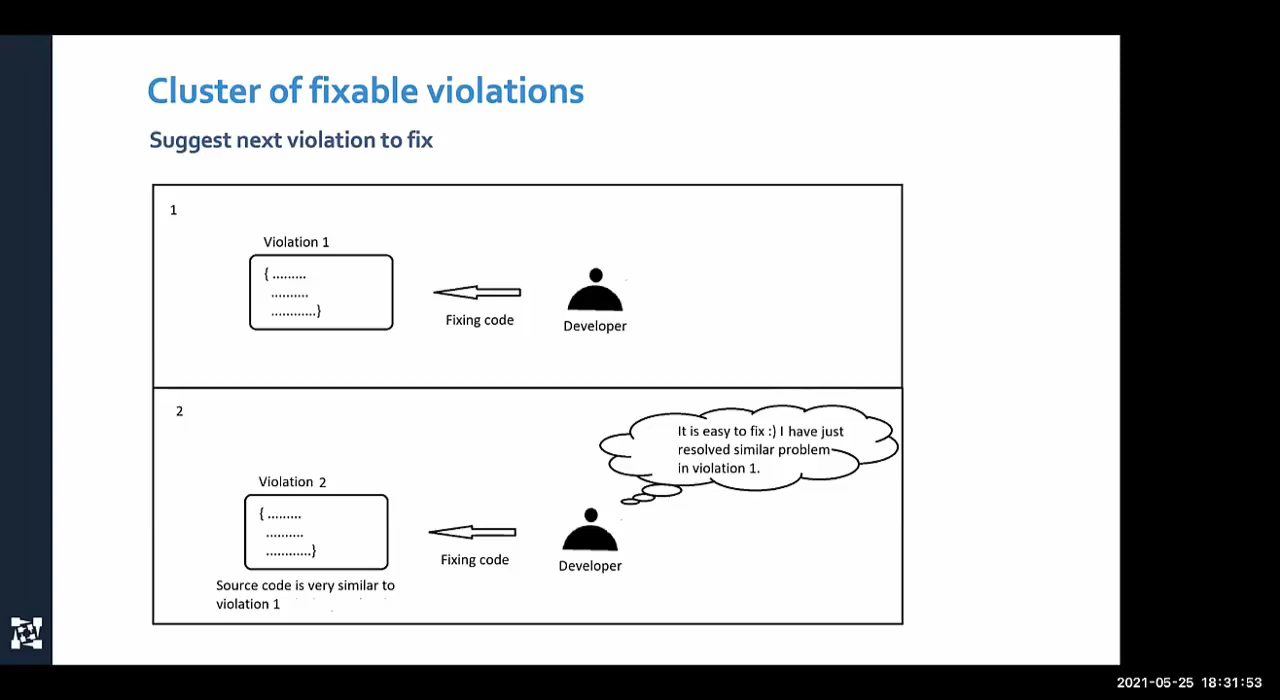 Cluster of fixable violations
Suggest next violation to fix
1
Violation 1
{ .........
..........
............}
Fixing code
Developer
2
It is easy to fix :) I have just
resolved similar problem
in violation 1.
Violation 2
{ .........
..........
............}
Fixing code
Developer
Source code is very similar to
violation 1
2021-05-25 18:31:53